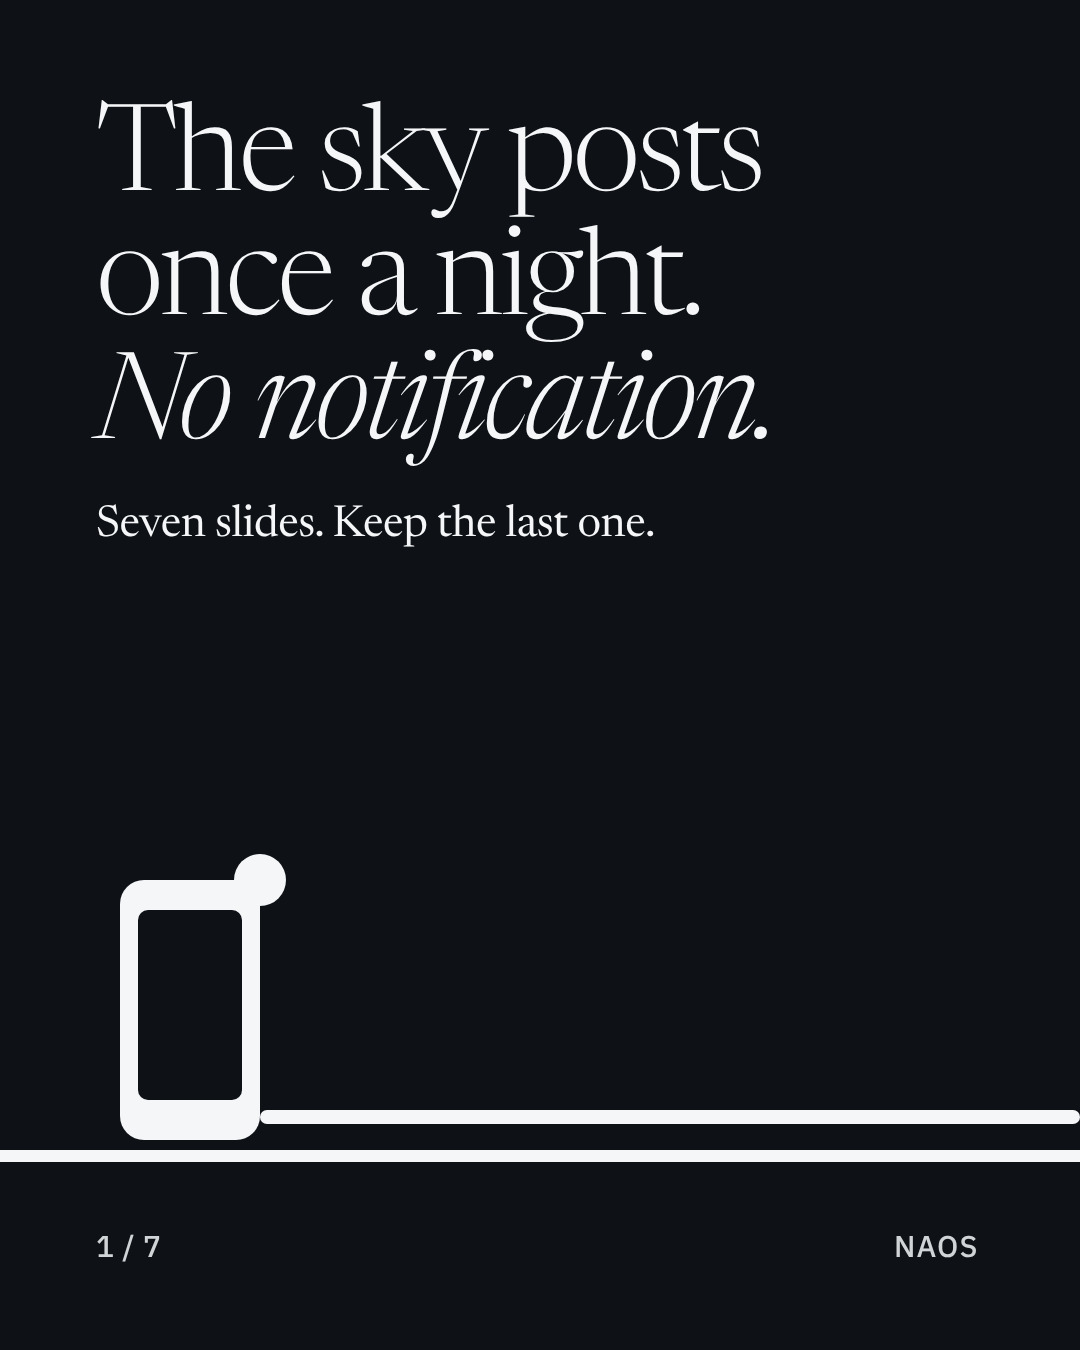 The sky posts
once a night.
No notification.
Seven slides. Keep the last one.
1 / 7
NAOS